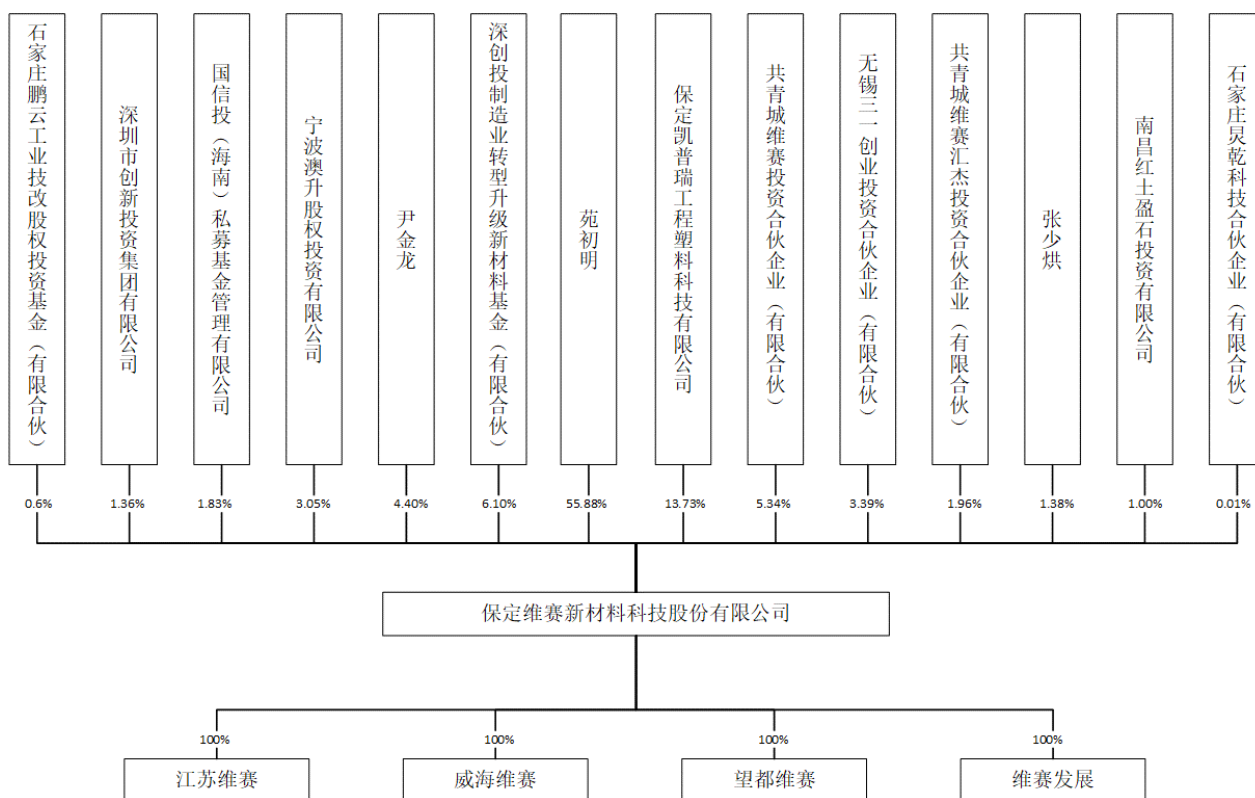 石家庄鹏云工业技改股权投资基金（有限合伙）
深圳市创新投资集团有限公司
国信投（海南）私募基金管理有限公司
宁波澳升股权投资有限公司
尹金龙
深创投制造业转型升级新材料基金（有限合伙）
苑初明
保定凯普瑞工程塑料科技有限公司
共青城维赛投资合伙企业（有限合伙）
无锡三一创业投资合伙企业（有限合伙）
共青城维赛汇杰投资合伙企业（有限合伙）
张少烘
南昌红土盈石投资有限公司
石家庄炅乾科技合伙企业（有限合伙）
0.6%
1.36%
1.83%
3.05%
4.40%
6.10%
55.88%
13.73%
5.34%
3.39%
1.96%
1.38%
1.00%
0.01%
保定维赛新材料科技股份有限公司
100%
100%
100%
100%
江苏维赛
威海维赛
望都维赛
维赛发展